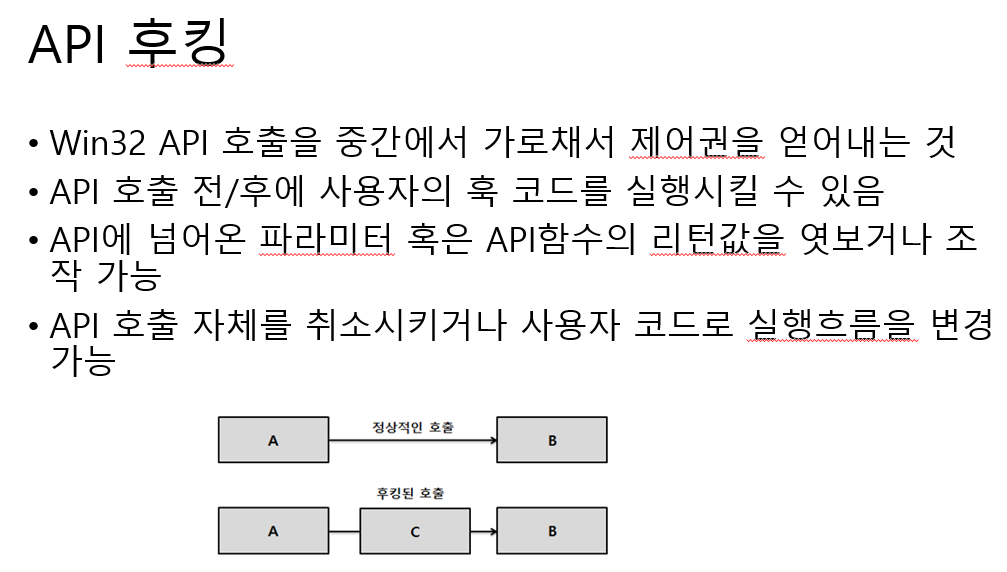 API 후킹
• Win32 API 호출을 중간에서 가로채서 제어권을 얻어내는 것
• API 호출 전/후에 사용자의 훅 코드를 실행시킬 수 있음
• API에 넘어온 파라미터 혹은 API함수의 리턴값을 엿보거나 조
작 가능
• API 호출 자체를 취소시키거나 사용자 코드로 실행흐름을 변경
가능
정상적인 호출
A B
후킹된 호출
A C B